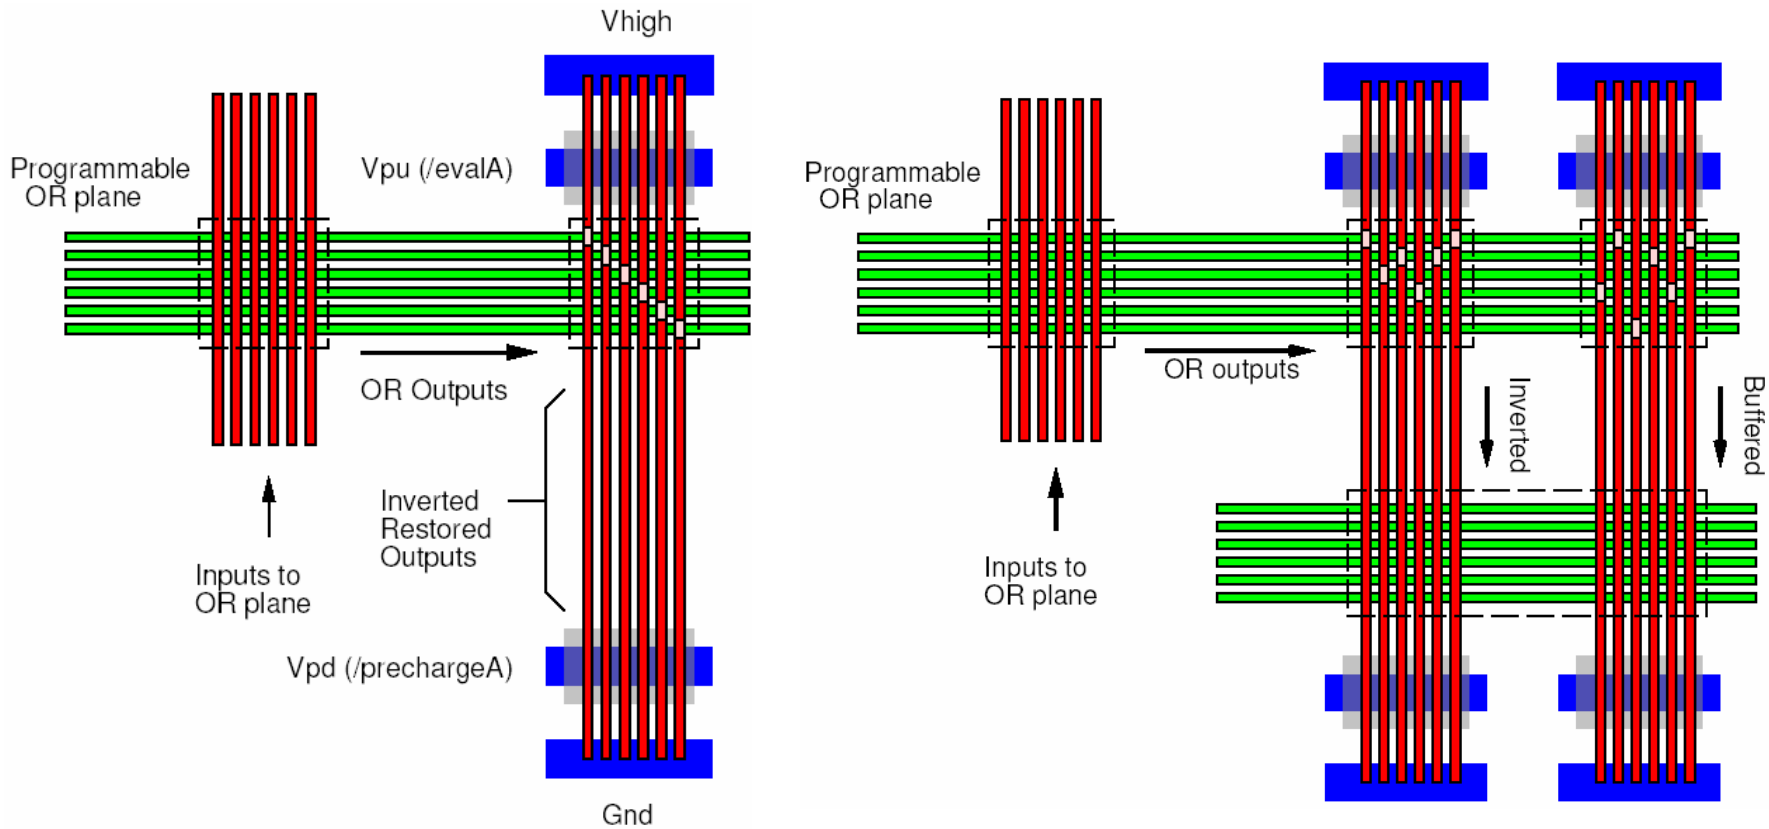 Vhigh
Programmable
OR plane
Vpu (/evalA)
OR Outputs
Inverted
Restored
Outputs
Inputs to
OR plane
Vpd (/prechargeA)
Gnd
Programmable
OR plane
OR outputs
Inverted
Buffered
Inputs to
OR plane